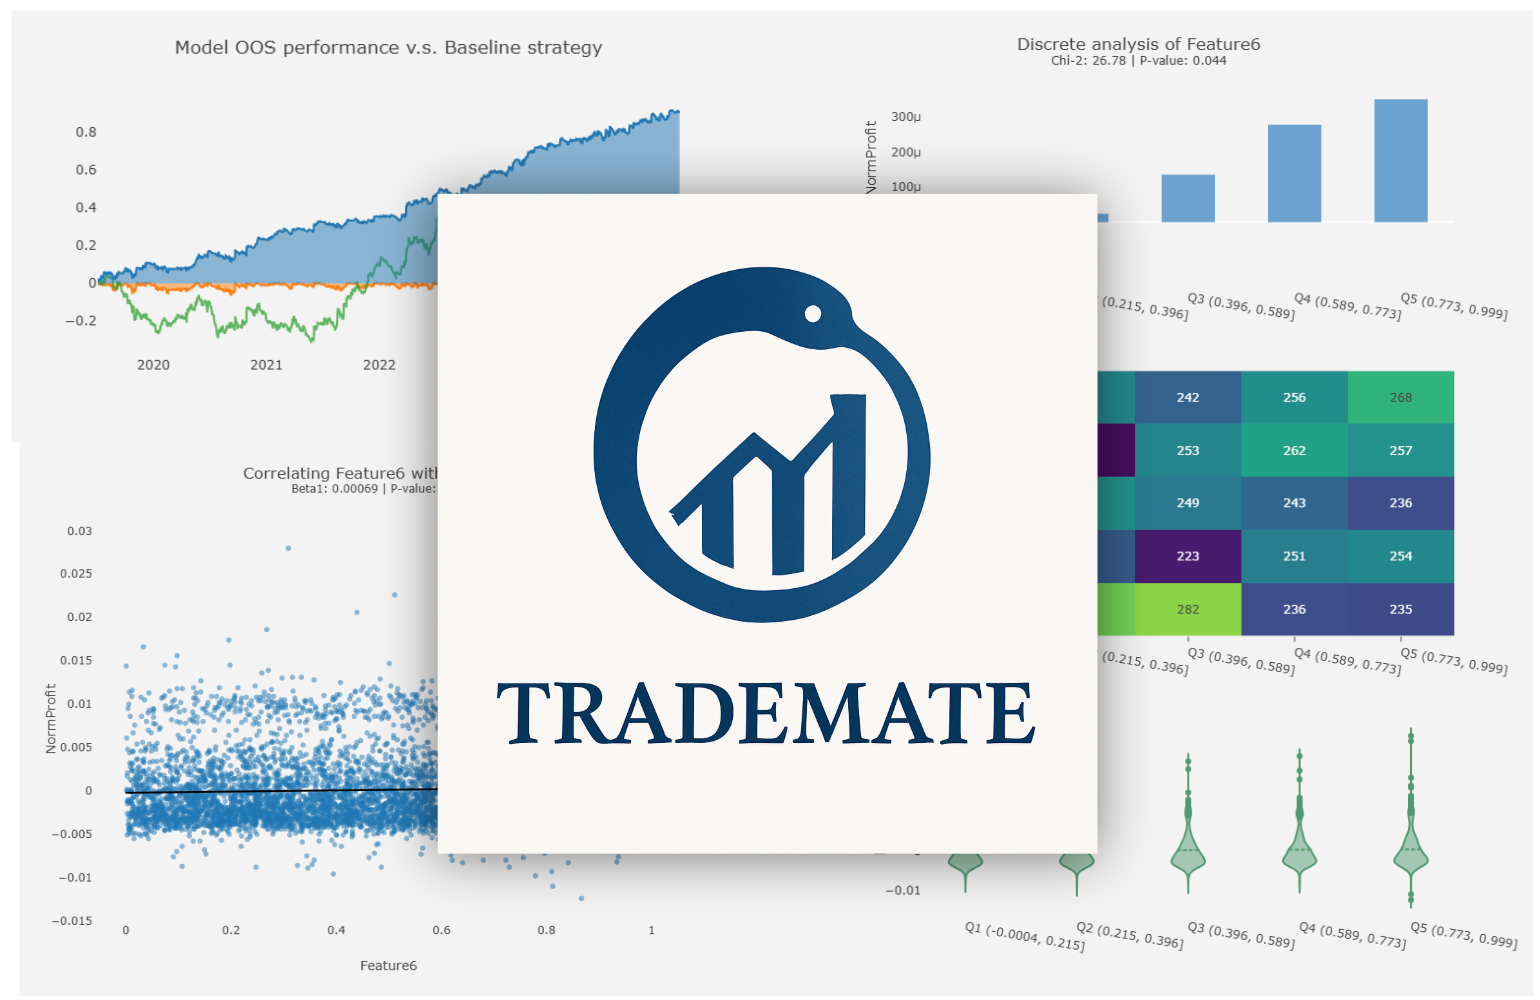 Model OOS performance v.s. Baseline strategy
0.8
0.6
0.4
0.2
0
−0.2
2020
2021
2022
Discrete analysis of Feature6
Chi-2: 26.78 | P-value: 0.044
NormProfit
300µ
200µ
100µ
(0.215, 0.396]
Q3 (0.396, 0.589]
Q4 (0.589, 0.773]
Q5 (0.773, 0.999]
242 256 268
253 262 257
249 243 236
223 251 254
282 236 235
(0.215, 0.396]
Q3 (0.396, 0.589]
Q4 (0.589, 0.773]
Q5 (0.773, 0.999]
TRADEMATE
Correlating Feature6
Beta1: 0.00069 | P-value:
NormProfit
0.03
0.025
0.02
0.015
0.01
0.005
0
−0.005
−0.01
−0.015
0
0.2
0.4
0.6
0.8
1
Feature6
−0.01
Q1 (-0.0004, 0.215]
Q2 (0.215, 0.396]
Q3 (0.396, 0.589]
Q4 (0.589, 0.773]
Q5 (0.773, 0.999]